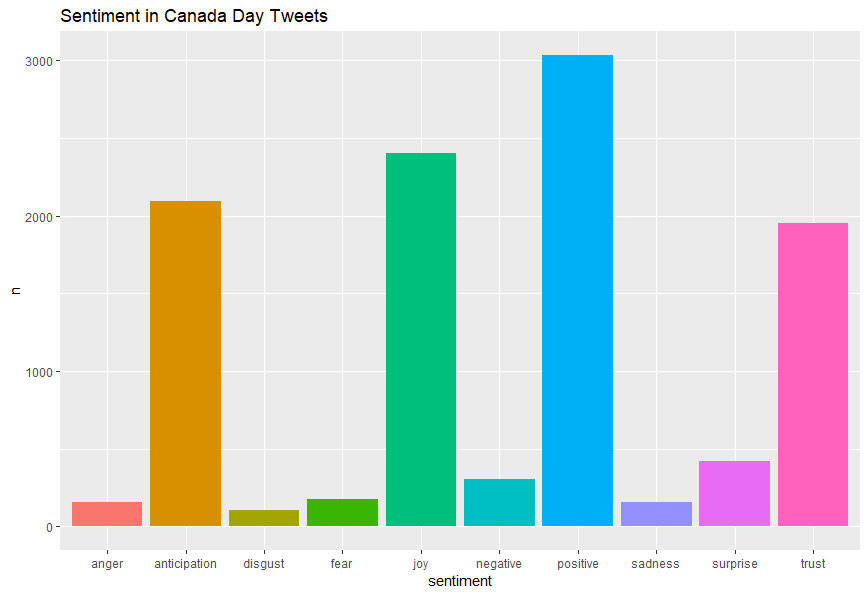 Sentiment in Canada Day Tweets
3000
2000
1000
0
n
anger anticipation disgust fear joy negative positive sadness surprise trust
sentiment